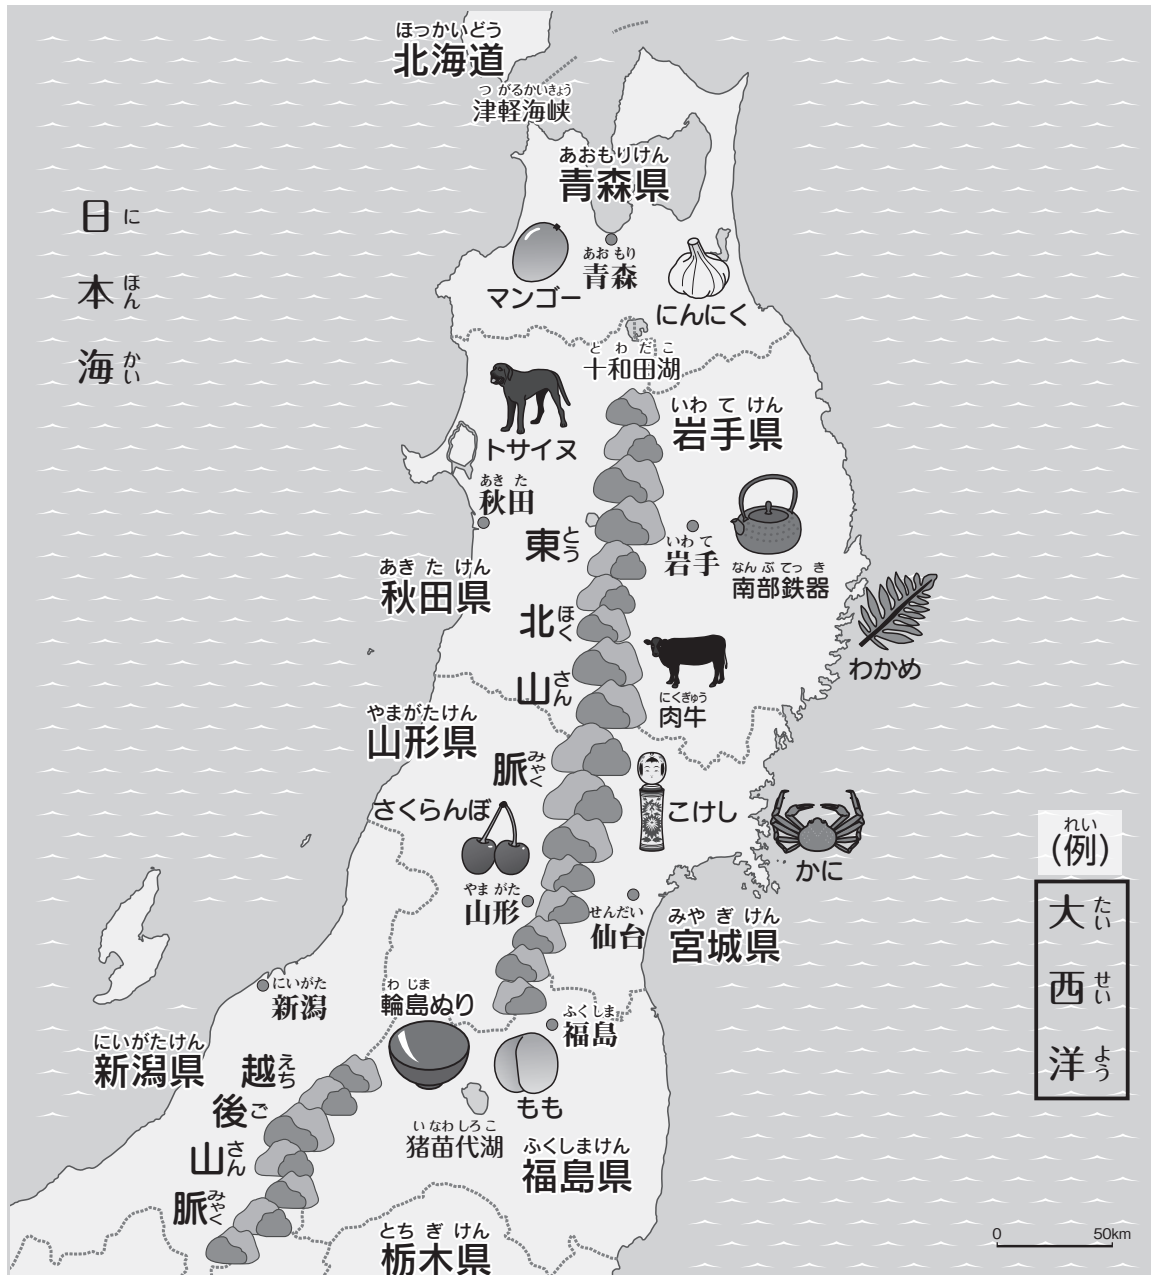 ほっかいどう
北海道
つがるかいきょう
津軽海峡
あおもりけん
青森県
日本海
にほんかい
あおもり
青森
マンゴー
にんにく
とわだこ
十和田湖
いわてけん
岩手県
トサイヌ
あきた
秋田
いわて
岩手
なんぶてっき
南部鉄器
あきたけん
秋田県
東北山脈
とうほくさんみゃく
わかめ
にくぎゅう
肉牛
やまがたけん
山形県
さくらんぼ
こけし
かに
やまがた
山形
せんだい
仙台
みやぎけん
宮城県
れい
(例)
大西洋
たいせいよう
にいがた
新潟
わじま
輪島ぬり
ふくしま
福島
にいがたけん
新潟県
越後山脈
えちごさんみゃく
もも
いなわしろこ
猪苗代湖
ふくしまけん
福島県
とちぎけん
栃木県
0 50km